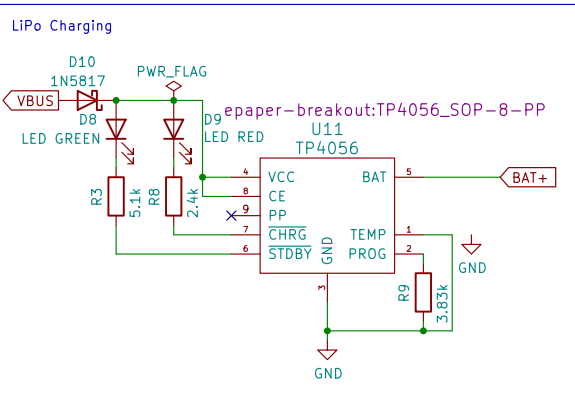 LiPo Charging
D10
1N5817
PWR_FLAG
VBUS
epaper-breakout:TP4056_SOP-8-PP
D8
LED GREEN
D9
LED RED
U11
TP4056
R3
5.1k
R8
2.4k
4
VCC
8
CE
9
PP
7
CHRG
6
STDBY
GND
3
BAT
5
BAT+
TEMP
1
PROG
2
GND
R9
3.83k
GND